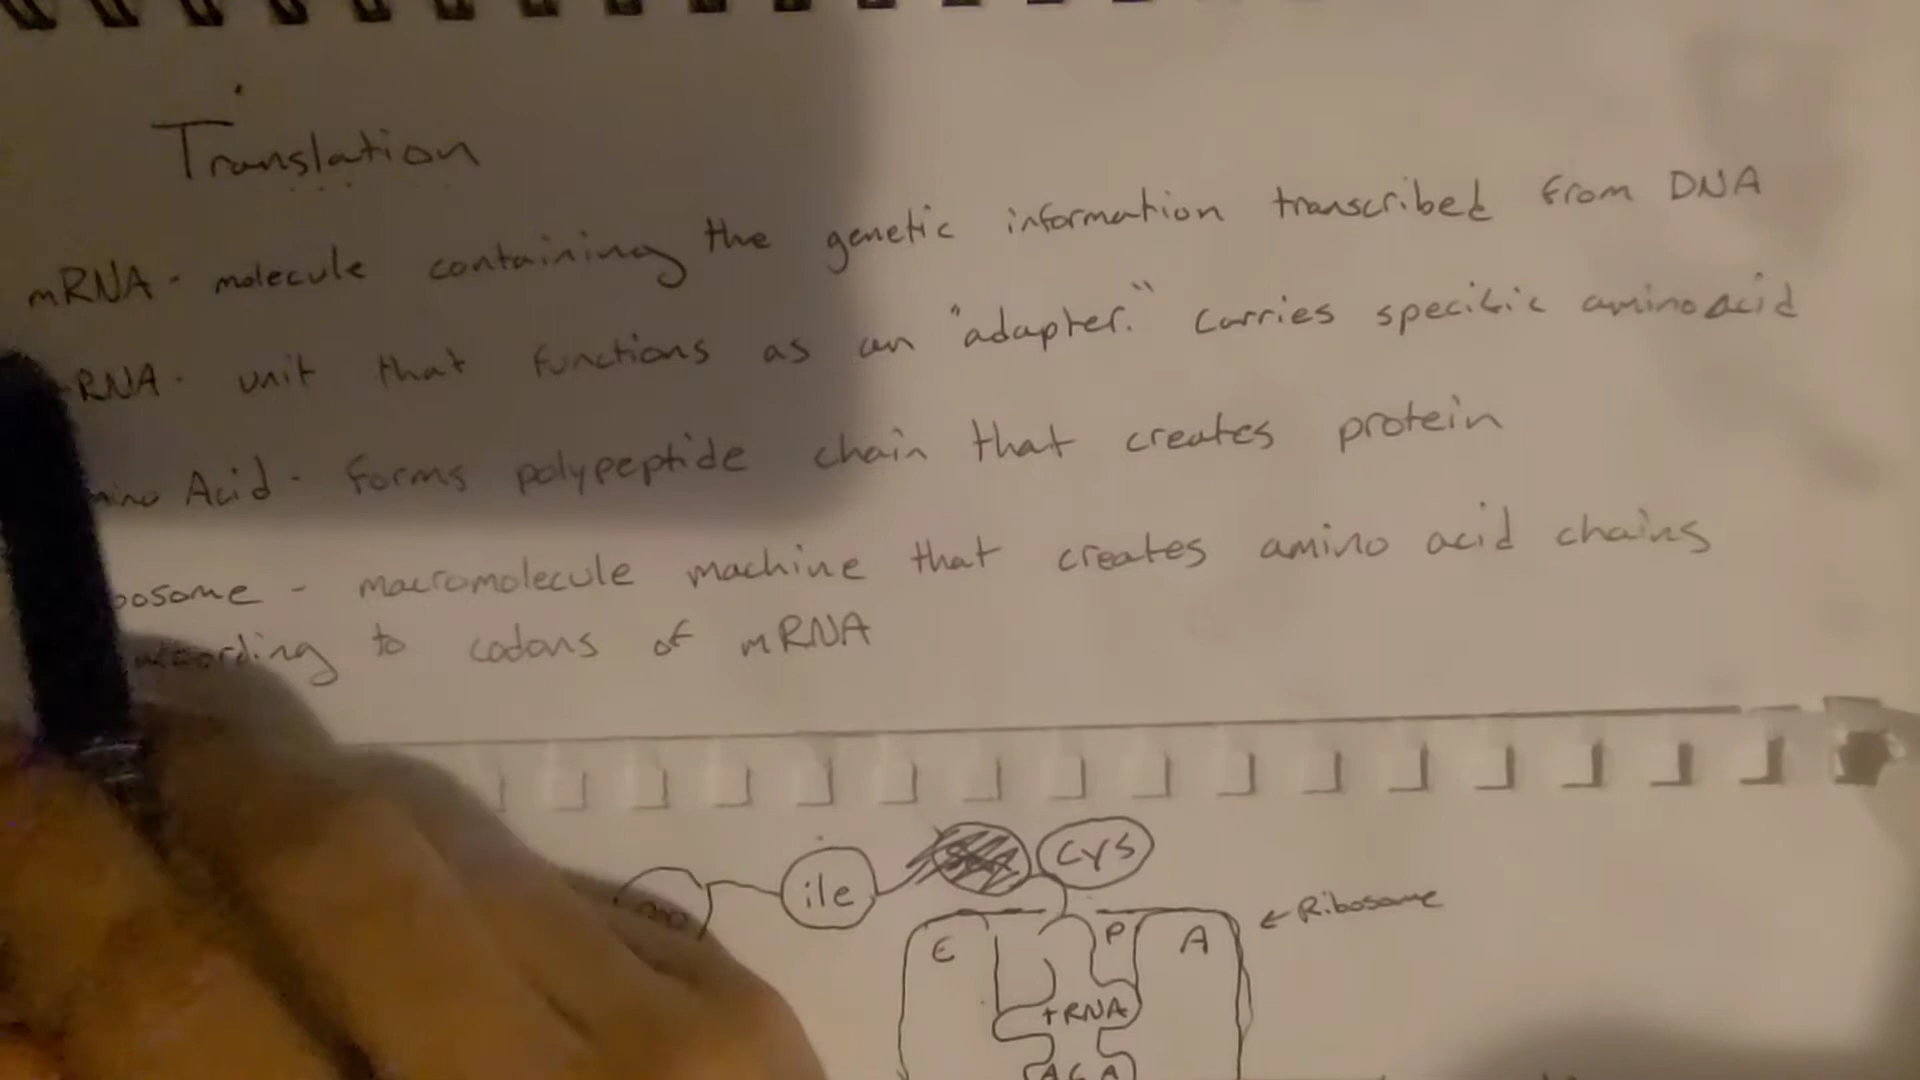 Translation
mRNA - molecule containing the genetic information transcribed from DNA
RNA - unit that functions as an "adapter." Carries specific amino acid
Acid - forms polypeptide chain that creates protein
macromolecule machine that creates amino acid chains
according to codons of mRNA
ile
cys
← Ribosome
E
P
A
tRNA